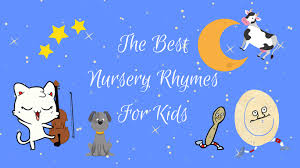 The Best
Nursery Rhymes
For Kids